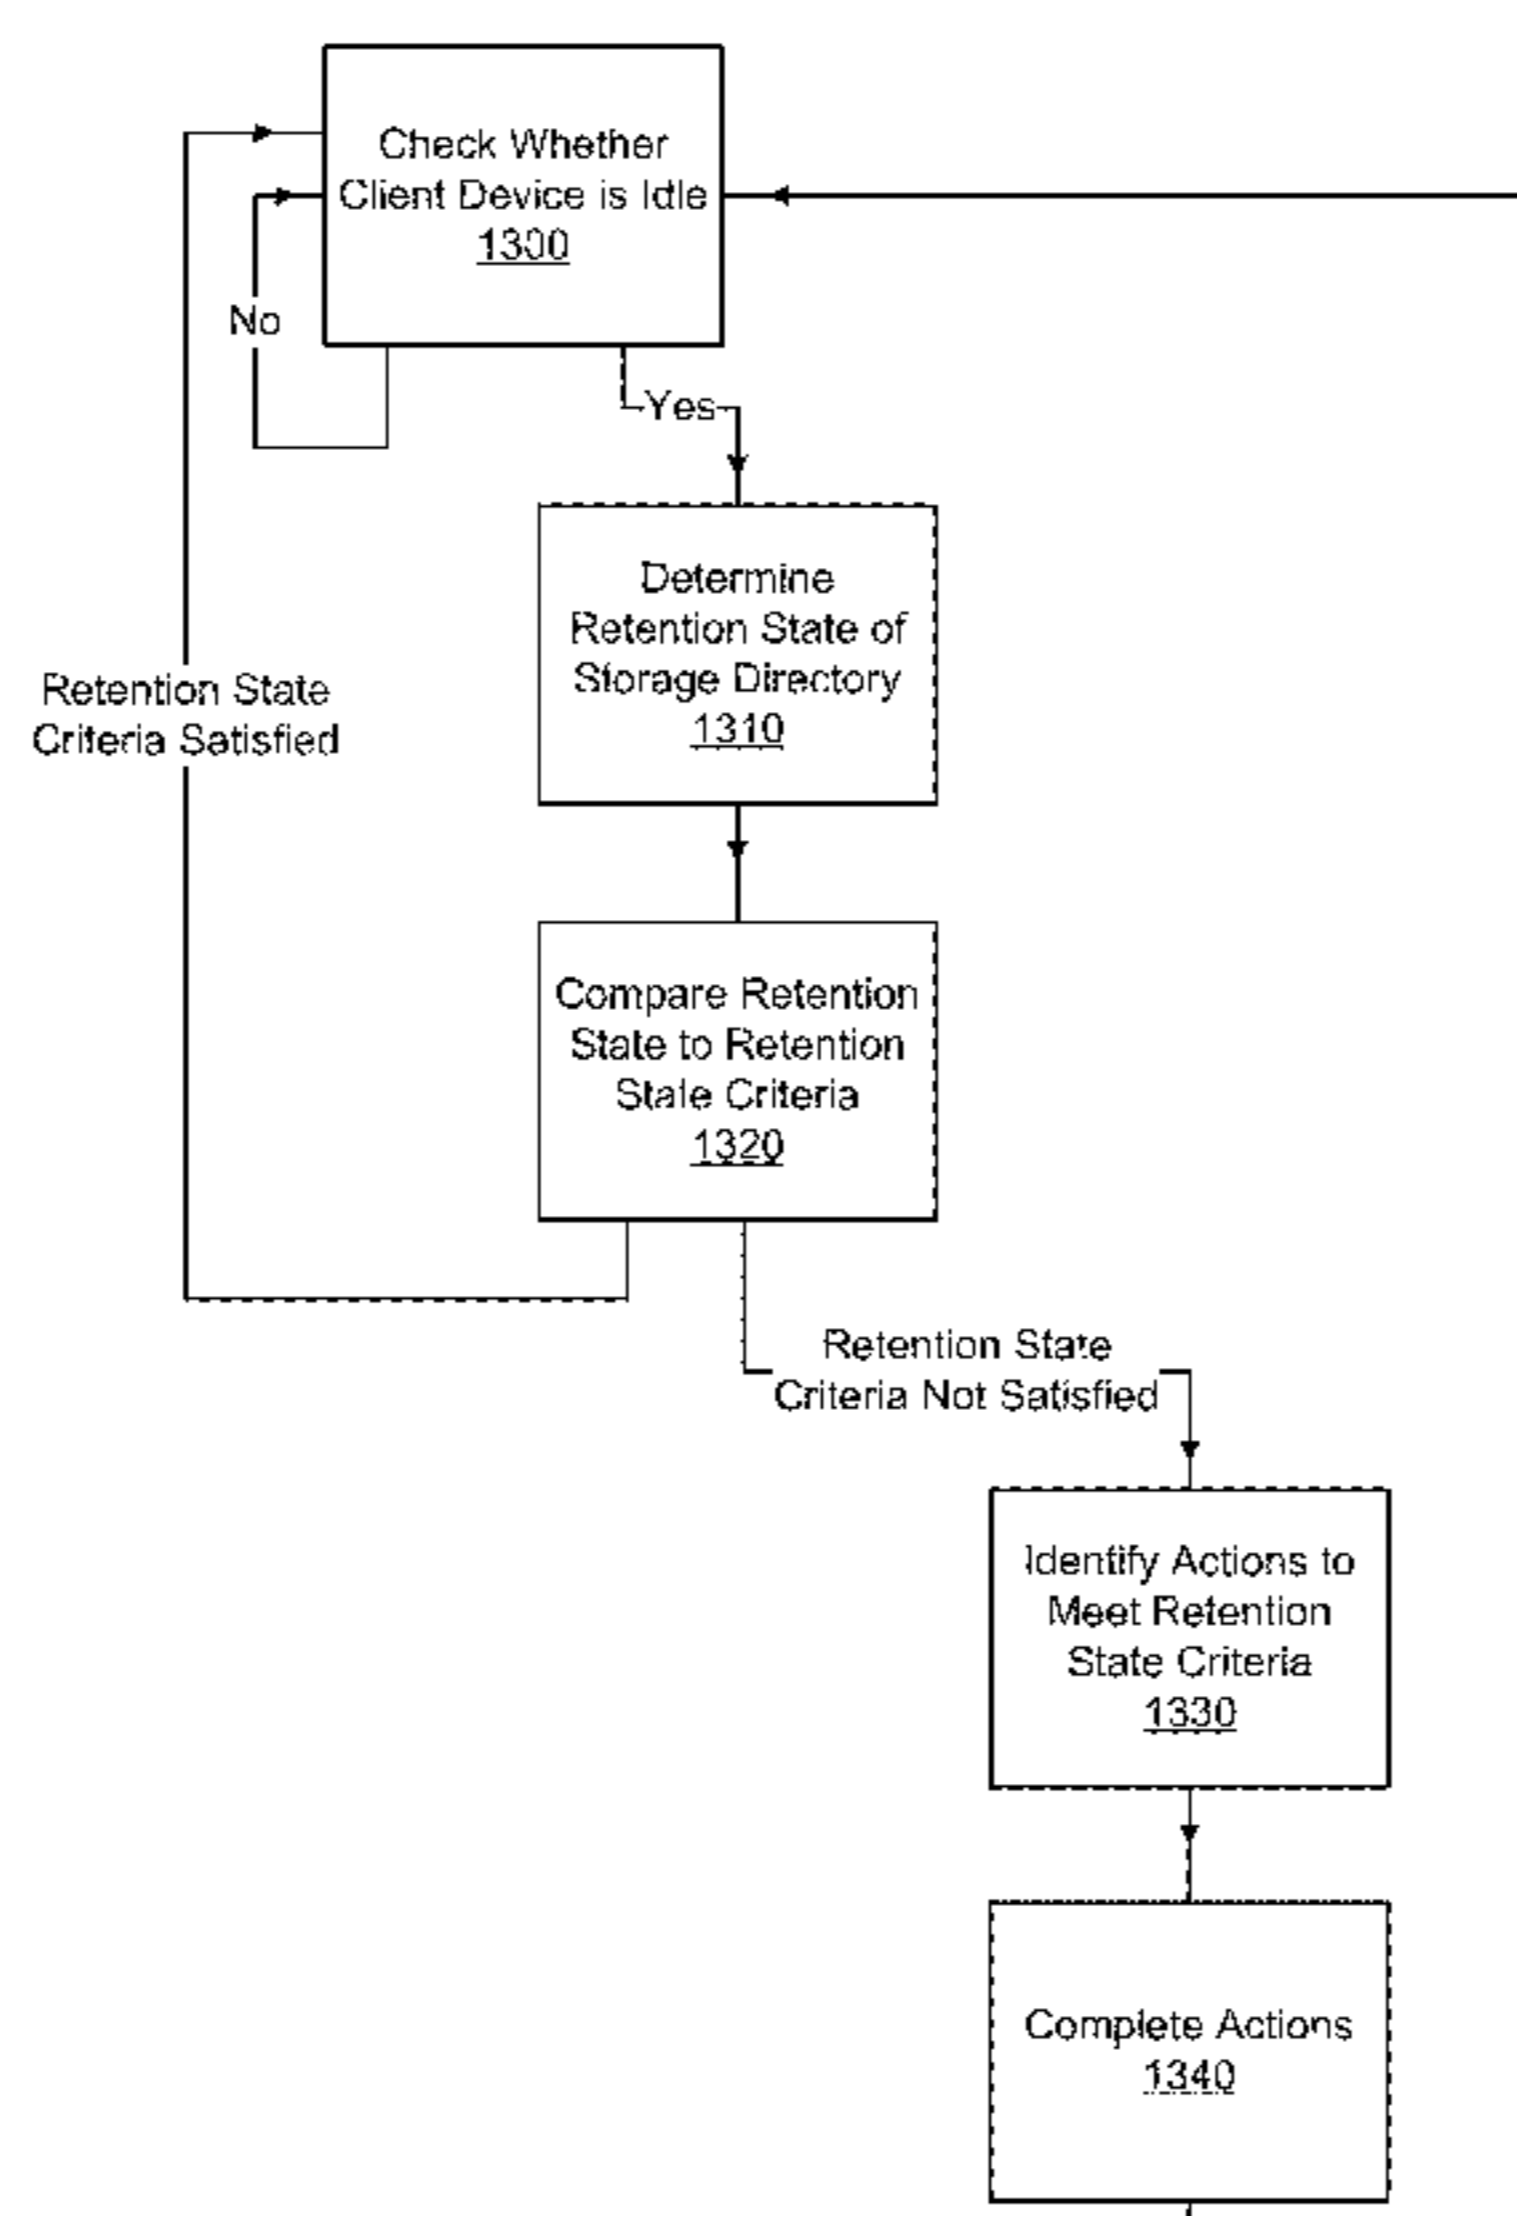 Check Whether
Client Device is Idle
1300
No
Yes
Determine
Retention State of
Storage Directory
1310
Retention State
Criteria Satisfied
Compare Retention
State to Retention
State Criteria
1320
Retention State
Criteria Not Satisfied
Identify Actions to
Meet Retention
State Criteria
1330
Complete Actions
1340